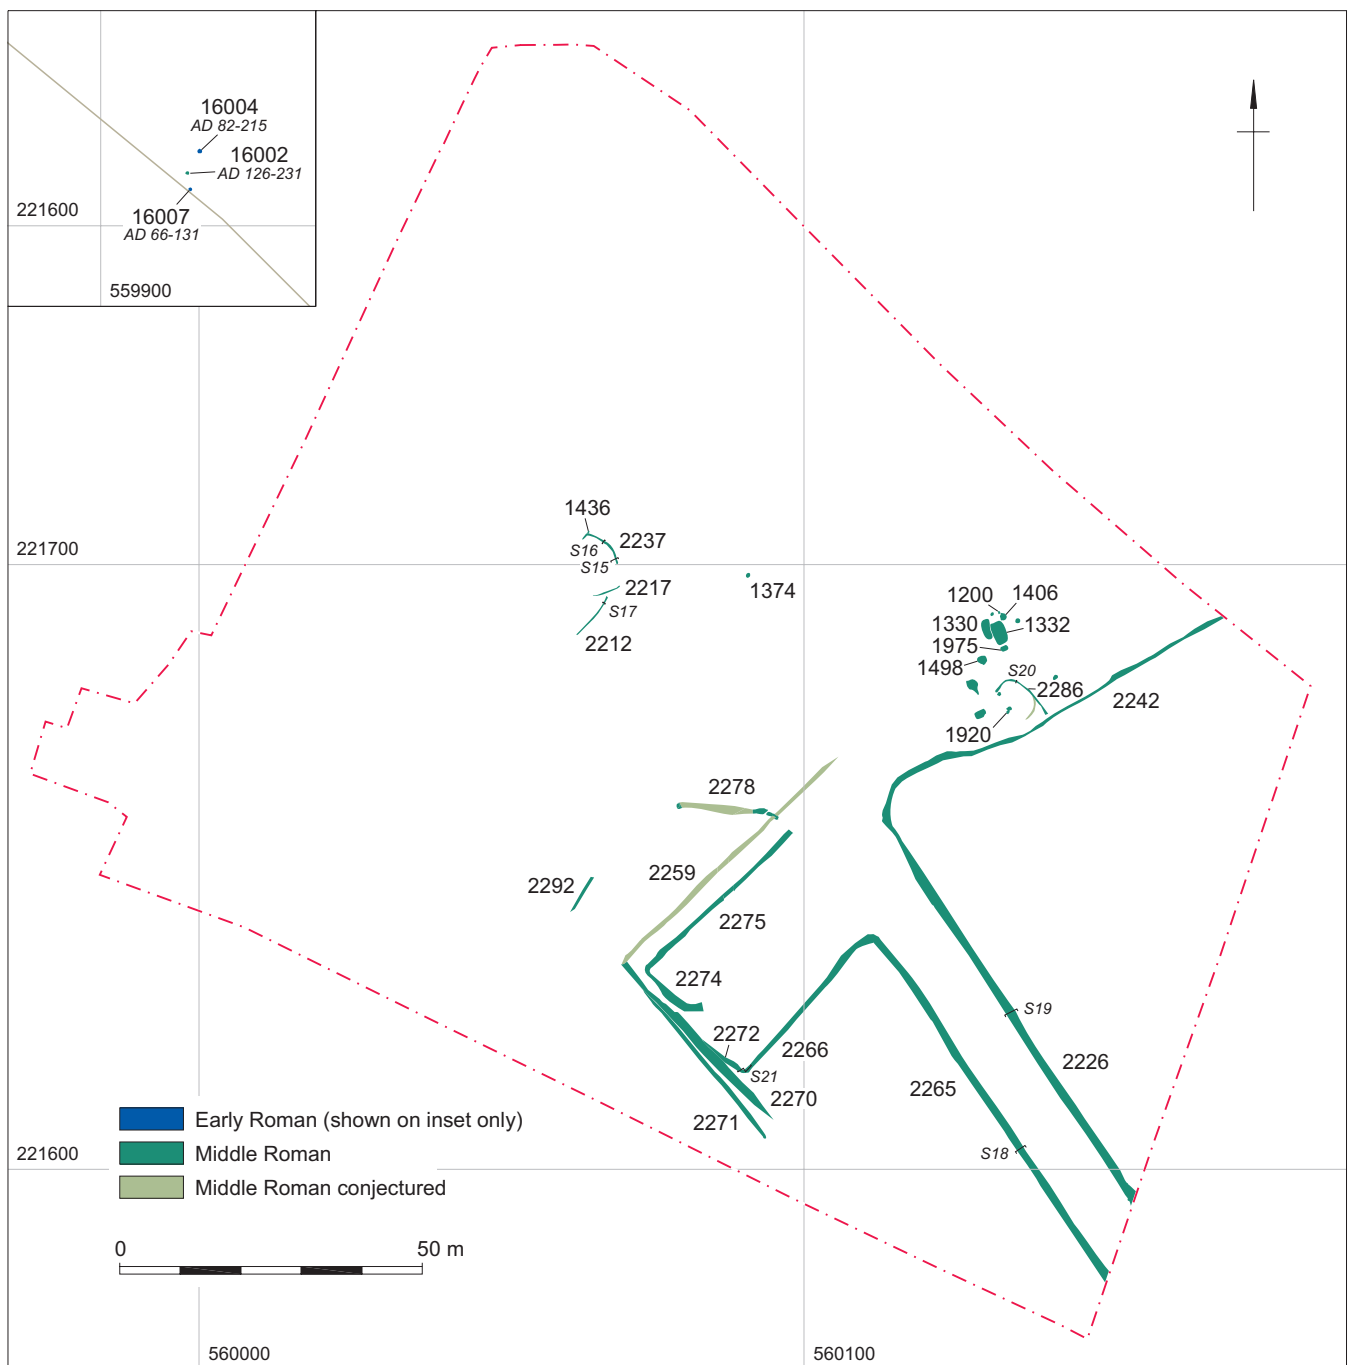 16004
AD 82-215
16002
AD 126-231
16007
AD 66-131
221600
559900
1436
2237
S16
S15
221700
2217
S17
2212
1374
1200
1406
1330
1332
1975
1498
S20
2286
2242
1920
2278
2259
2292
2275
2274
2272
2266
S21
2270
2271
S19
2226
2265
S18
Early Roman (shown on inset only)
Middle Roman
221600
Middle Roman conjectured
0
50 m
560000
560100